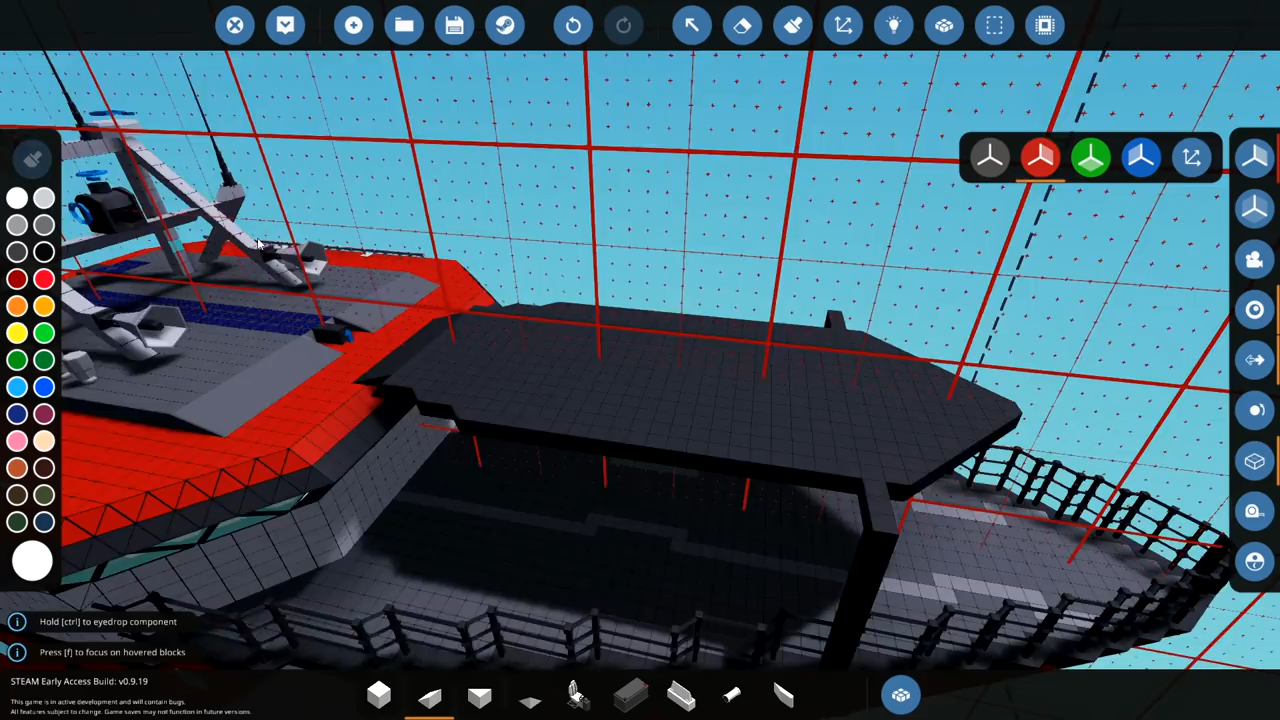 Hold [ctrl] to eyedrop component
Press [f] to focus on hovered blocks
STEAM Early Access Build: v0.9.19
This game is in active development and will contain bugs.
All features subject to change. Game saves may not function in future versions.